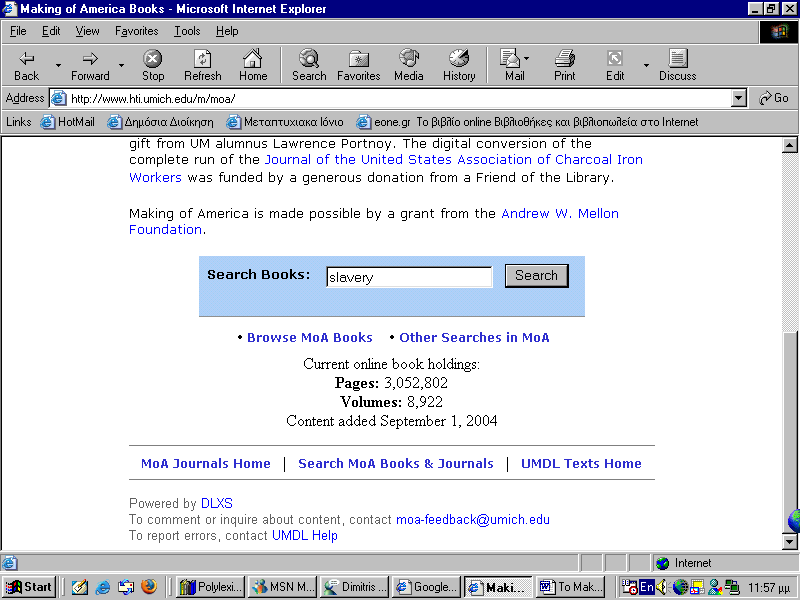 Making of America Books - Microsoft Internet Explorer
File Edit View Favorites Tools Help
Back Forward Stop Refresh Home Search Favorites Media History Mail Print Edit Discuss
Address http://www.hti.umich.edu/m/moa/ Go
Links HotMail Δημόσια Διοίκηση Μεταπτυχιακα Ιόνιο eone.gr Το βιβλίο online Βιβλιοθήκες και βιβλιοπωλεία στο Internet
gift from UM alumnus Lawrence Portnoy. The digital conversion of the
complete run of the Journal of the United States Association of Charcoal Iron
Workers was funded by a generous donation from a Friend of the Library.
Making of America is made possible by a grant from the Andrew W. Mellon
Foundation.
Search Books: slavery Search
• Browse MoA Books • Other Searches in MoA
Current online book holdings:
Pages: 3,052,802
Volumes: 8,922
Content added September 1, 2004
MoA Journals Home | Search MoA Books & Journals | UMDL Texts Home
Powered by DLXS
To comment or inquire about content, contact moa-feedback@umich.edu
To report errors, contact UMDL Help
Internet
Start Polylexi... MSN M... Dimitris ... Google... Maki... To Mak... En 11:57 μμ